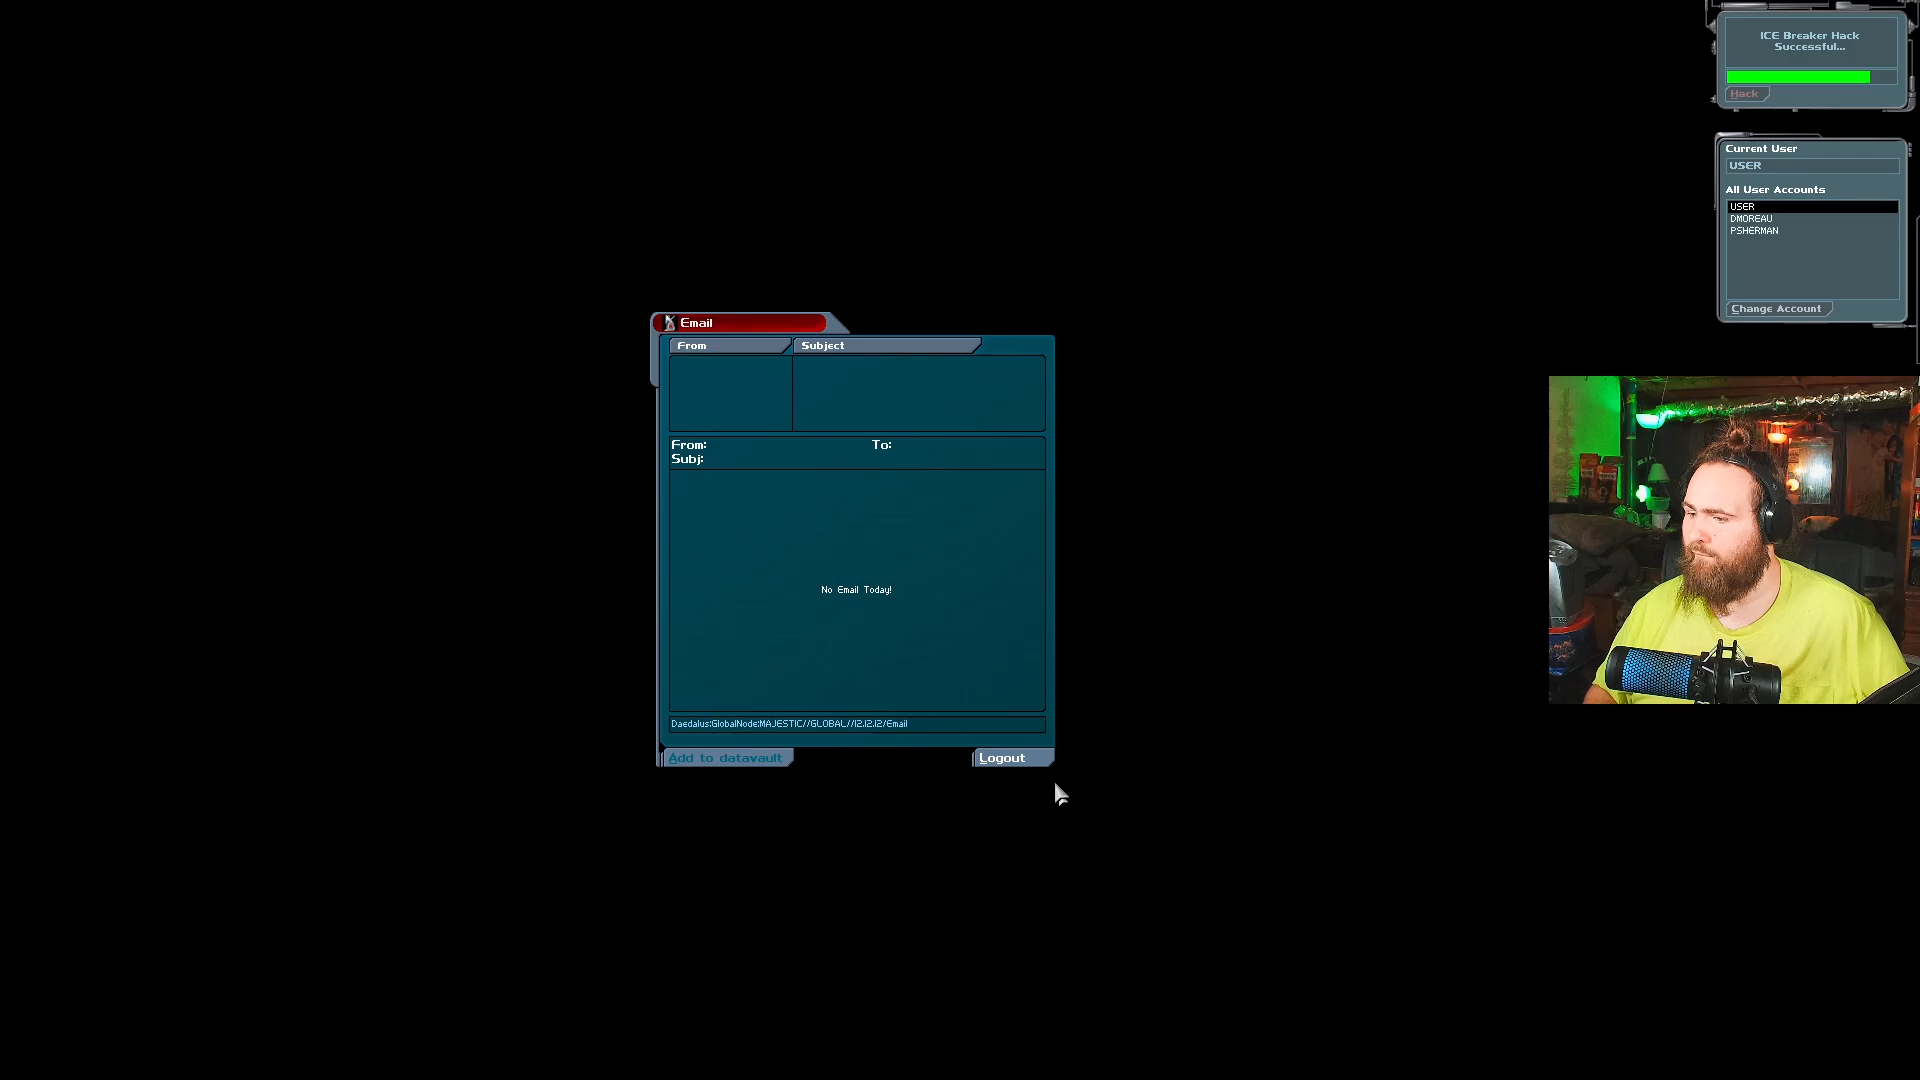 ICE Breaker Hack
Successful...
Hack
Current User
USER
All User Accounts
USER
DMOREAU
PSHERMAN
Change Account
Email
From
Subject
From:
To:
Subj:
No Email Today!
Daedalus:GlobalNode:MAJESTIC//GLOBAL//12.12.12/Email
Add to datavault
Logout